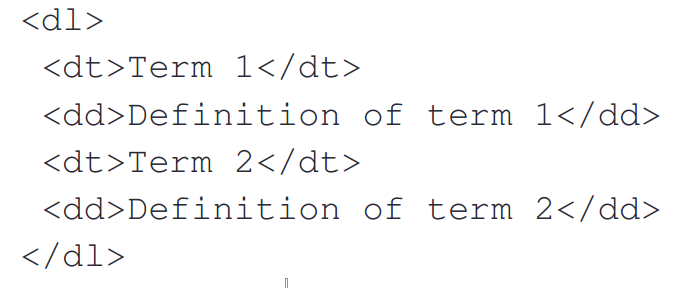 <dl>
<dt>Term 1</dt>
<dd>Definition of term 1</dd>
<dt>Term 2</dt>
<dd>Definition of term 2</dd>
</dl>